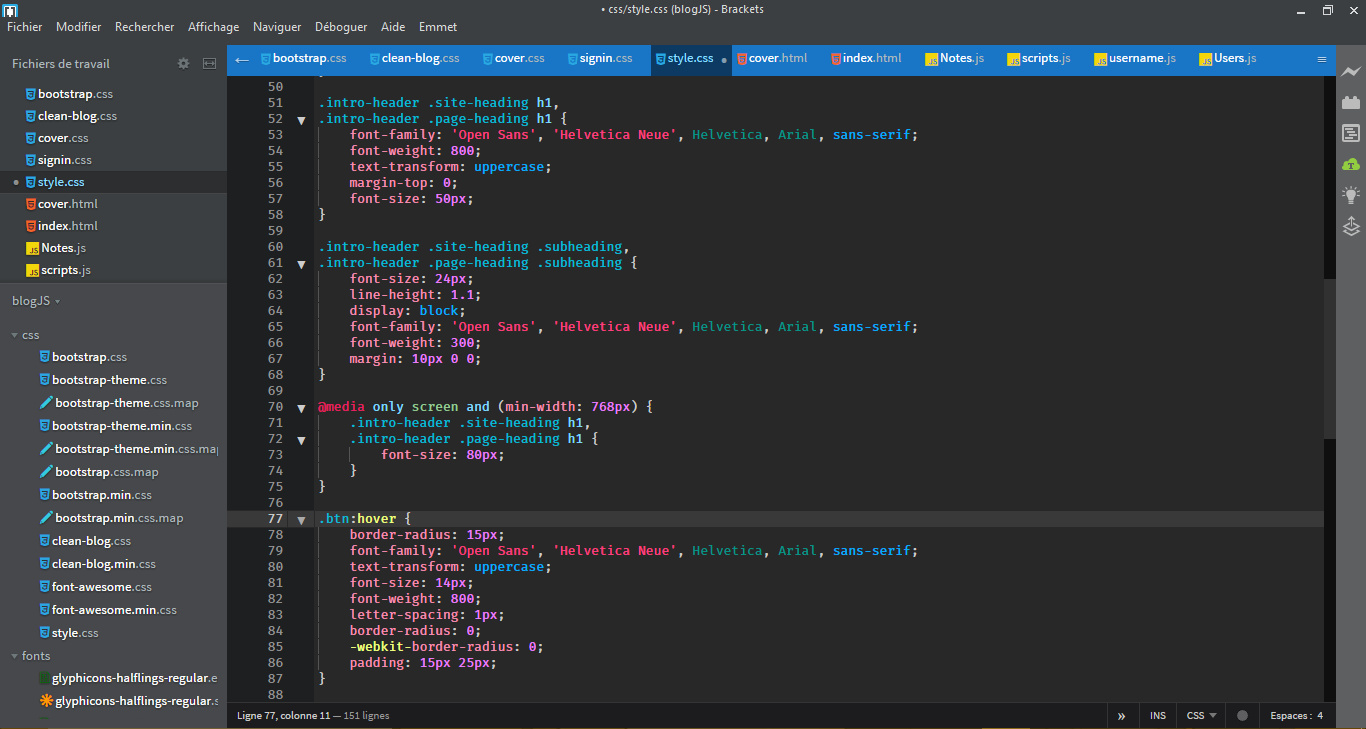 • css/style.css (blogJS) - Brackets
Fichier Modifier Rechercher Affichage Naviguer Déboguer Aide Emmet
Fichiers de travail
bootstrap.css
clean-blog.css
cover.css
signin.css
• style.css
cover.html
index.html
Notes.js
scripts.js
blogJS
css
bootstrap.css
bootstrap-theme.css
bootstrap-theme.css.map
bootstrap-theme.min.css
bootstrap-theme.min.css.map
bootstrap.css.map
bootstrap.min.css
bootstrap.min.css.map
clean-blog.css
clean-blog.min.css
font-awesome.css
font-awesome.min.css
style.css
fonts
glyphicons-halflings-regular.e
glyphicons-halflings-regular.s
← bootstrap.css clean-blog.css cover.css signin.css style.css • cover.html index.html Notes.js scripts.js username.js Users.js
50
51 .intro-header .site-heading h1,
52 ▼ .intro-header .page-heading h1 {
53 font-family: 'Open Sans', 'Helvetica Neue', Helvetica, Arial, sans-serif;
54 font-weight: 800;
55 text-transform: uppercase;
56 margin-top: 0;
57 font-size: 50px;
58 }
59
60 .intro-header .site-heading .subheading,
61 ▼ .intro-header .page-heading .subheading {
62 font-size: 24px;
63 line-height: 1.1;
64 display: block;
65 font-family: 'Open Sans', 'Helvetica Neue', Helvetica, Arial, sans-serif;
66 font-weight: 300;
67 margin: 10px 0 0;
68 }
69
70 ▼ @media only screen and (min-width: 768px) {
71 .intro-header .site-heading h1,
72 ▼ .intro-header .page-heading h1 {
73 font-size: 80px;
74 }
75 }
76
77 ▼ .btn:hover {
78 border-radius: 15px;
79 font-family: 'Open Sans', 'Helvetica Neue', Helvetica, Arial, sans-serif;
80 text-transform: uppercase;
81 font-size: 14px;
82 font-weight: 800;
83 letter-spacing: 1px;
84 border-radius: 0;
85 -webkit-border-radius: 0;
86 padding: 15px 25px;
87 }
88
Ligne 77, colonne 11 — 151 lignes
» INS CSS ▼ Espaces : 4